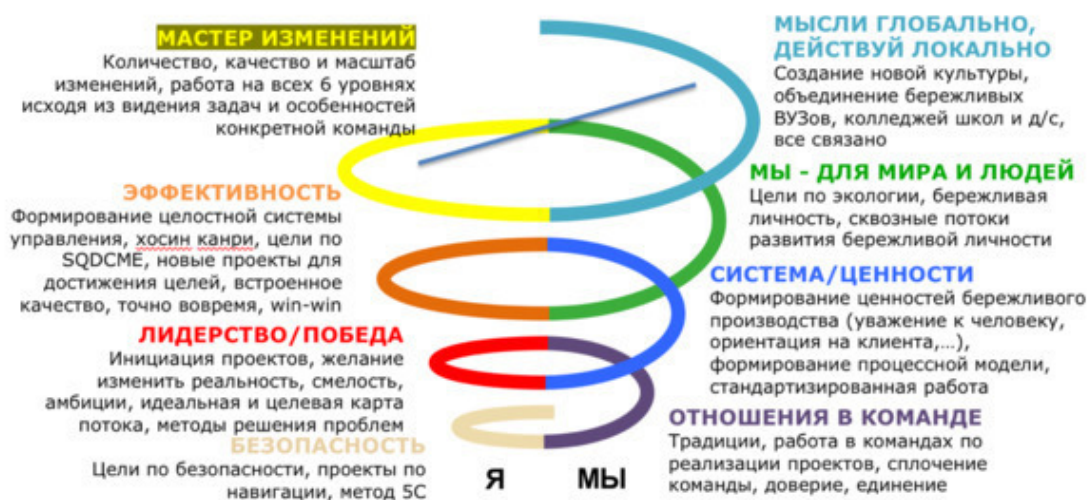 МАСТЕР ИЗМЕНЕНИЙ
Количество, качество и масштаб
изменений, работа на всех 6 уровнях
исходя из видения задач и особенностей
конкретной команды
ЭФФЕКТИВНОСТЬ
Формирование целостной системы
управления, хосин канри, цели по
SQDCME, новые проекты для
достижения целей, встроенное
качество, точно вовремя, win-win
ЛИДЕРСТВО/ПОБЕДА
Инициация проектов, желание
изменить реальность, смелость,
амбиции, идеальная и целевая карта
потока, методы решения проблем
БЕЗОПАСНОСТЬ
Цели по безопасности, проекты по
навигации, метод 5С
Я МЫ
МЫСЛИ ГЛОБАЛЬНО,
ДЕЙСТВУЙ ЛОКАЛЬНО
Создание новой культуры,
объединение бережливых
ВУЗов, колледжей школ и д/с,
все связано
МЫ - ДЛЯ МИРА И ЛЮДЕЙ
Цели по экологии, бережливая
личность, сквозные потоки
развития бережливой личности
СИСТЕМА/ЦЕННОСТИ
Формирование ценностей бережливого
производства (уважение к человеку,
ориентация на клиента,...),
формирование процессной модели,
стандартизированная работа
ОТНОШЕНИЯ В КОМАНДЕ
Традиции, работа в командах по
реализации проектов, сплочение
команды, доверие, единение